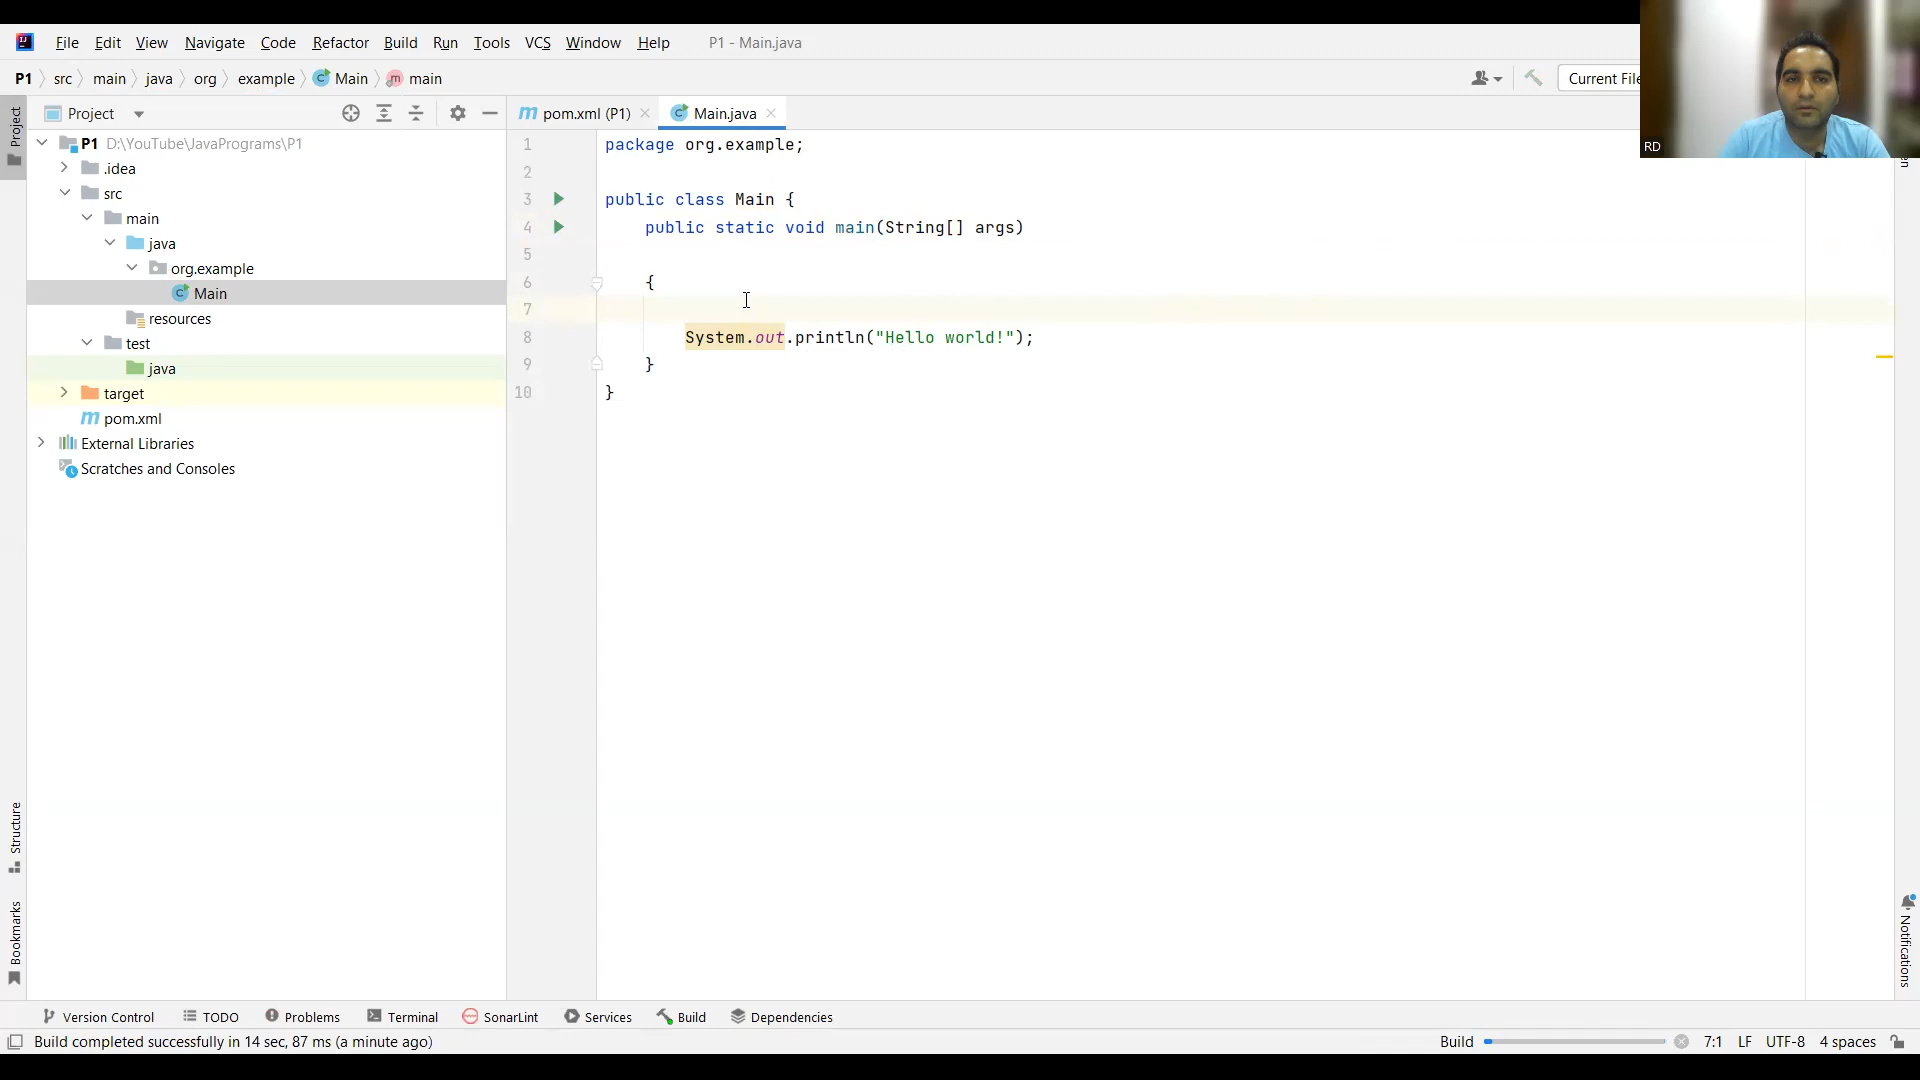 File Edit View Navigate Code Refactor Build Run Tools VCS Window Help P1 - Main.java
P1 src main java org example Main main
Current File
RD
Project
Project
pom.xml (P1)
Main.java
P1 D:\YouTube\JavaPrograms\P1
.idea
src
main
java
org.example
Main
resources
test
java
target
pom.xml
External Libraries
Scratches and Consoles
1 package org.example;
2
3 public class Main {
4 public static void main(String[] args)
5
6 {
7
8 System.out.println("Hello world!");
9 }
10 }
Structure
Bookmarks
Notifications
Version Control TODO Problems Terminal SonarLint Services Build Dependencies
Build completed successfully in 14 sec, 87 ms (a minute ago) Build 7:1 LF UTF-8 4 spaces